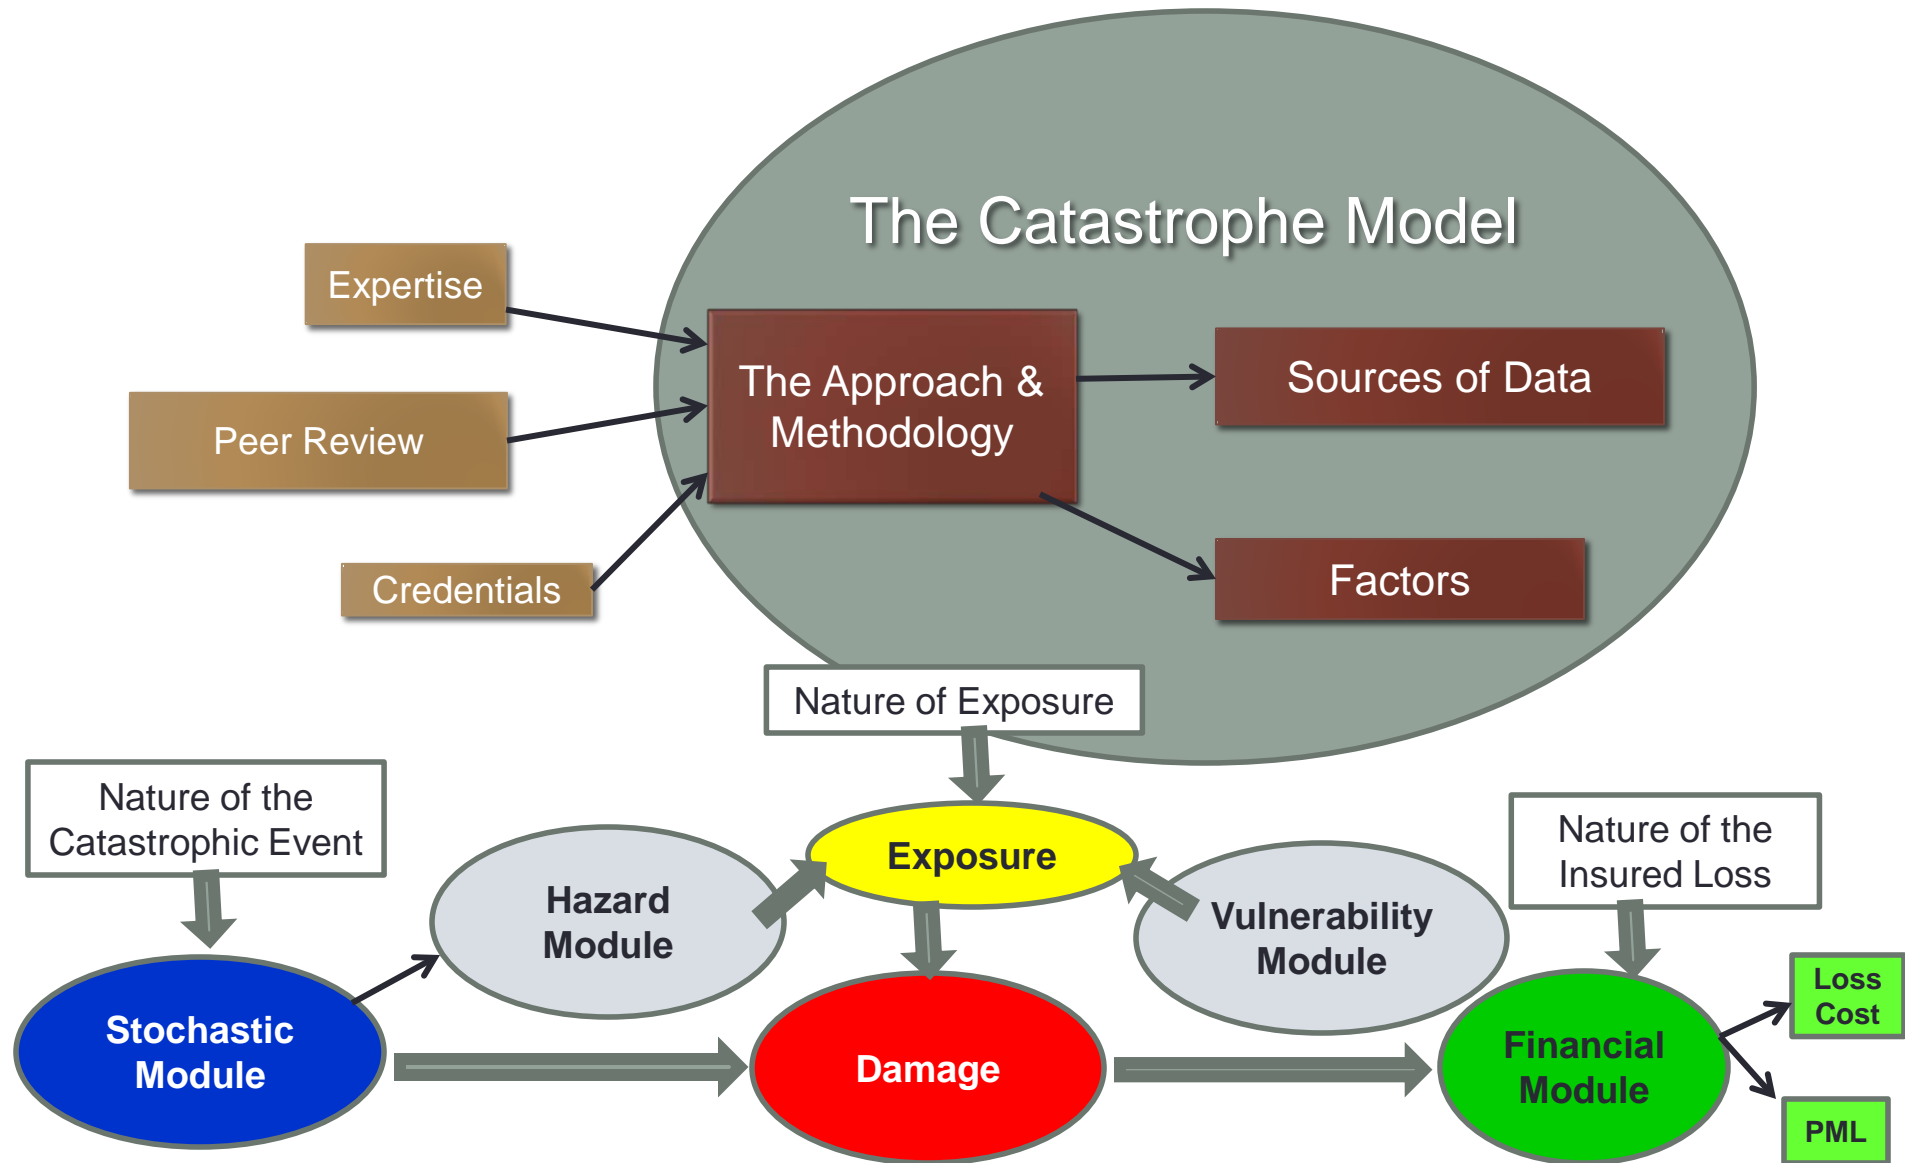 The Catastrophe Model
Expertise
The Approach &
Methodology
Sources of Data
Peer Review
Credentials
Factors
Nature of Exposure
Nature of the
Catastrophic Event
Nature of the
Insured Loss
Exposure
Hazard
Module
Vulnerability
Module
Stochastic
Module
Damage
Financial
Module
Loss
Cost
PML